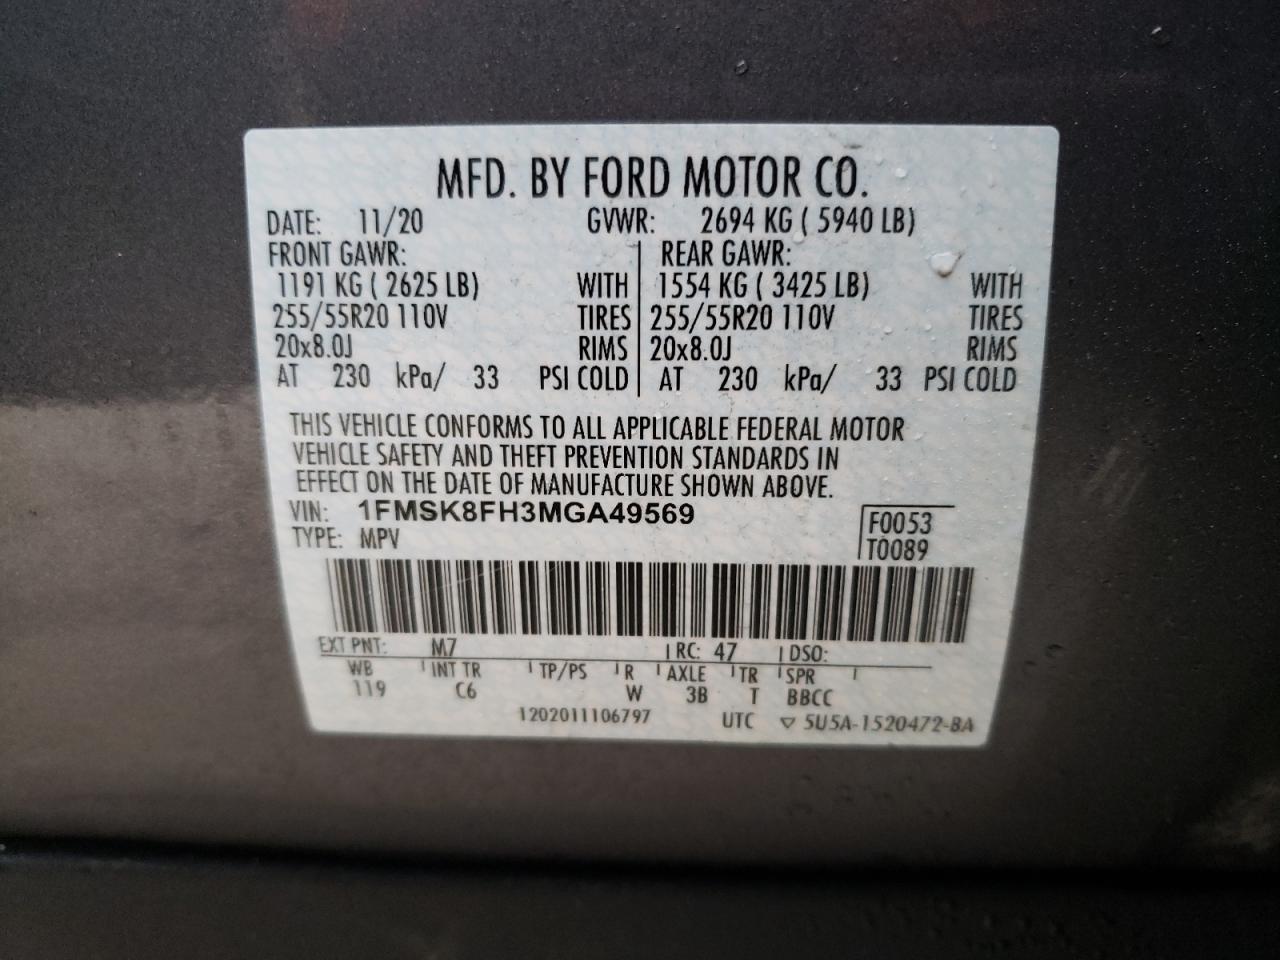 MFD. BY FORD MOTOR CO.
DATE: 11/20 GVWR: 2694 KG ( 5940 LB)
FRONT GAWR: REAR GAWR:
1191 KG ( 2625 LB) WITH 1554 KG ( 3425 LB) WITH
255/55R20 110V TIRES 255/55R20 110V TIRES
20x8.0J RIMS 20x8.0J RIMS
AT 230 kPa/ 33 PSI COLD AT 230 kPa/ 33 PSI COLD
THIS VEHICLE CONFORMS TO ALL APPLICABLE FEDERAL MOTOR
VEHICLE SAFETY AND THEFT PREVENTION STANDARDS IN
EFFECT ON THE DATE OF MANUFACTURE SHOWN ABOVE.
VIN: 1FMSK8FH3MGA49569
F0053
TYPE: MPV
T0089
EXT PNT: M7 RC: 47 DSO:
WB INT TR TP/PS R AXLE TR SPR
119 C6 W 3B T BBCC
1202011106797 UTC ▽ 5U5A-1520472-BA